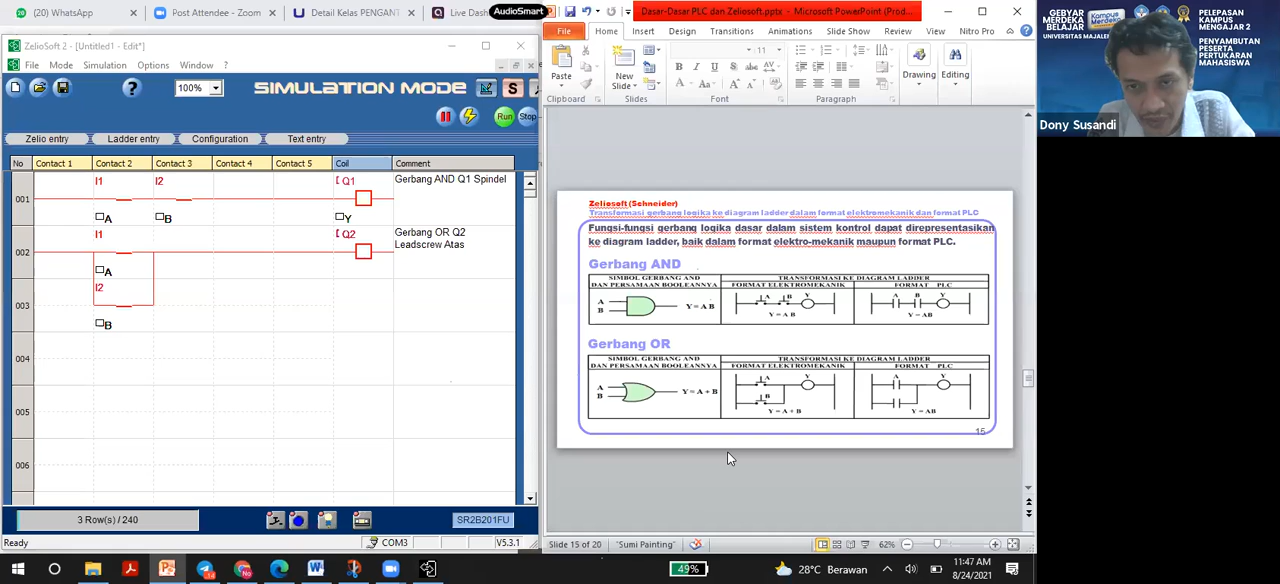 (20) WhatsApp
Post Attendee - Zoom
Detail Kelas PENGANT
Live Dash
AudioSmart
Dasar-Dasar PLC dan Zeliosoft.pptx - Microsoft PowerPoint (Prod...
GEBYAR
MERDEKA
BELAJAR
UNIVERSITAS MAJALE
Kampus
Merdeka
PELEPASAN
KAMPUS
MENGAJAR 2
PENYAMBUTAN
PESERTA
PERTUKARAN
MAHASISWA
Dony Susandi
ZelioSoft 2 - [Untitled1 - Edit*]
File Mode Simulation Options Window ?
100%
SIMULATION MODE
S
Run Stop
Zelio entry Ladder entry Configuration Text entry
No Contact 1 Contact 2 Contact 3 Contact 4 Contact 5 Coil Comment
I1 I2 [ Q1 Gerbang AND Q1 Spindel
001
A B Y
I1 [ Q2 Gerbang OR Q2
Leadscrew Atas
002
A
I2
003
B
004
005
006
3 Row(s) / 240
SR2B201FU
Ready
COM3
V5.3.1
File Home Insert Design Transitions Animations Slide Show Review View Nitro Pro
Paste
New
Slide
11
Drawing
Editing
Clipboard Slides Font Paragraph
Zeliosoft (Schneider)
Transformasi gerbang logika ke diagram ladder dalam format elektromekanik dan format PLC
Fungsi-fungsi gerbang logika dasar dalam sistem kontrol dapat direpresentasikan
ke diagram ladder, baik dalam format elektro-mekanik maupun format PLC.
Gerbang AND
SIMBOL GERBANG AND
DAN PERSAMAAN BOOLEANNYA
TRANSFORMASI KE DIAGRAM LADDER
FORMAT ELEKTROMEKANIK
FORMAT PLC
A
B
Y = A B
A B Y
Y = A B
A B Y
Y = AB
Gerbang OR
SIMBOL GERBANG AND
DAN PERSAMAAN BOOLEANNYA
TRANSFORMASI KE DIAGRAM LADDER
FORMAT ELEKTROMEKANIK
FORMAT PLC
A
B
Y = A + B
A Y
B
Y = A + B
A Y
Y = AB
15
Slide 15 of 20
"Sumi Painting"
62%
49%
28°C Berawan
11:47 AM
8/24/2021